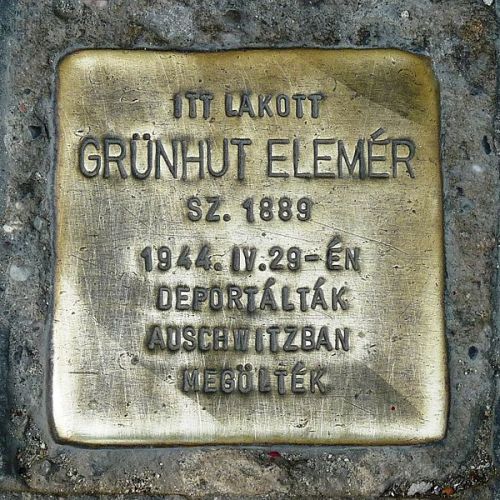 ITT LAKOTT
GRÜNHUT ELEMÉR
SZ. 1889
1944. IV.29-ÉN
DEPORTÁLTÁK
AUSCHWITZBAN
MEGÖLTÉK